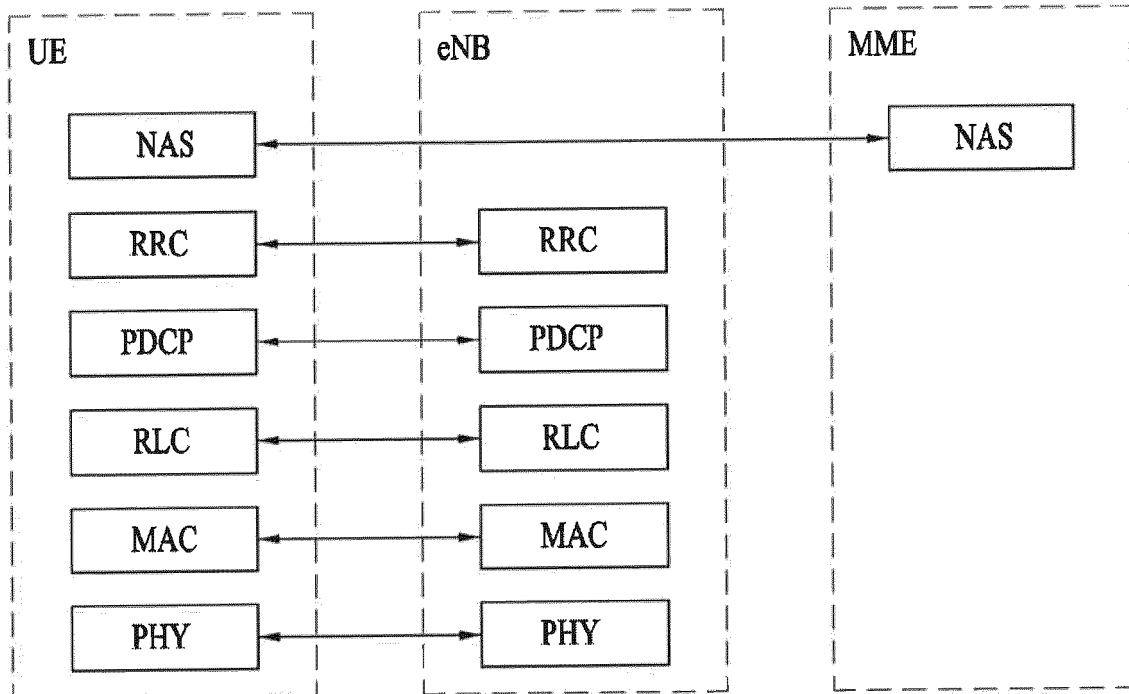 UE
eNB
MME
NAS
NAS
RRC
RRC
PDCP
PDCP
RLC
RLC
MAC
MAC
PHY
PHY